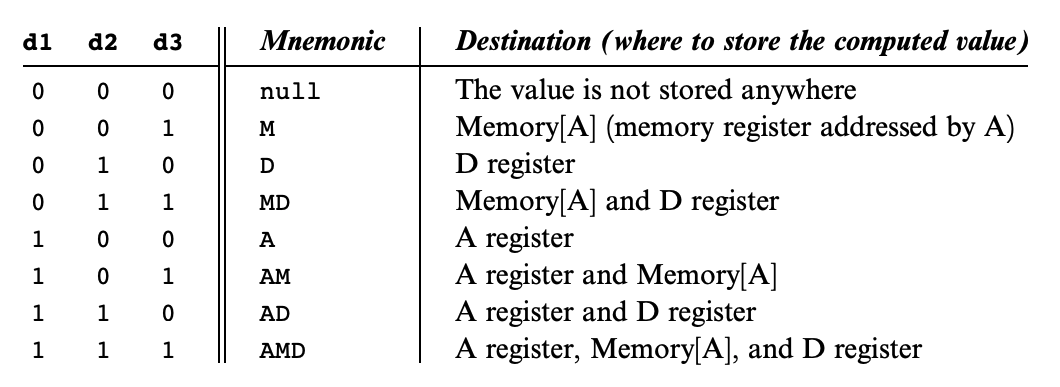 d1 d2 d3 Mnemonic Destination (where to store the computed value)
0 0 0 null The value is not stored anywhere
0 0 1 M Memory[A] (memory register addressed by A)
0 1 0 D D register
0 1 1 MD Memory[A] and D register
1 0 0 A A register
1 0 1 AM A register and Memory[A]
1 1 0 AD A register and D register
1 1 1 AMD A register, Memory[A], and D register